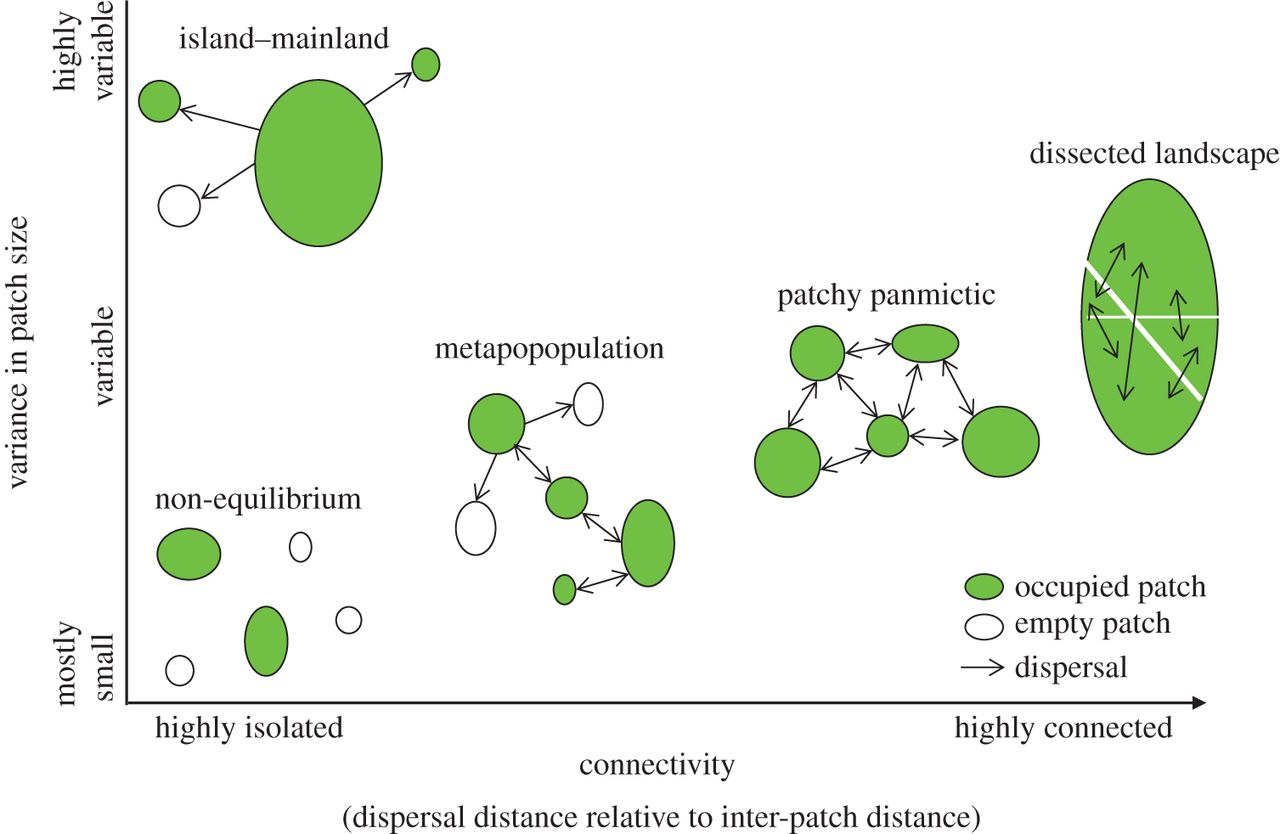 highly
variable
island–mainland
dissected landscape
variance in patch size
variable
patchy panmictic
metapopopulation
non-equilibrium
mostly
small
occupied patch
empty patch
dispersal
highly isolated
highly connected
connectivity
(dispersal distance relative to inter-patch distance)